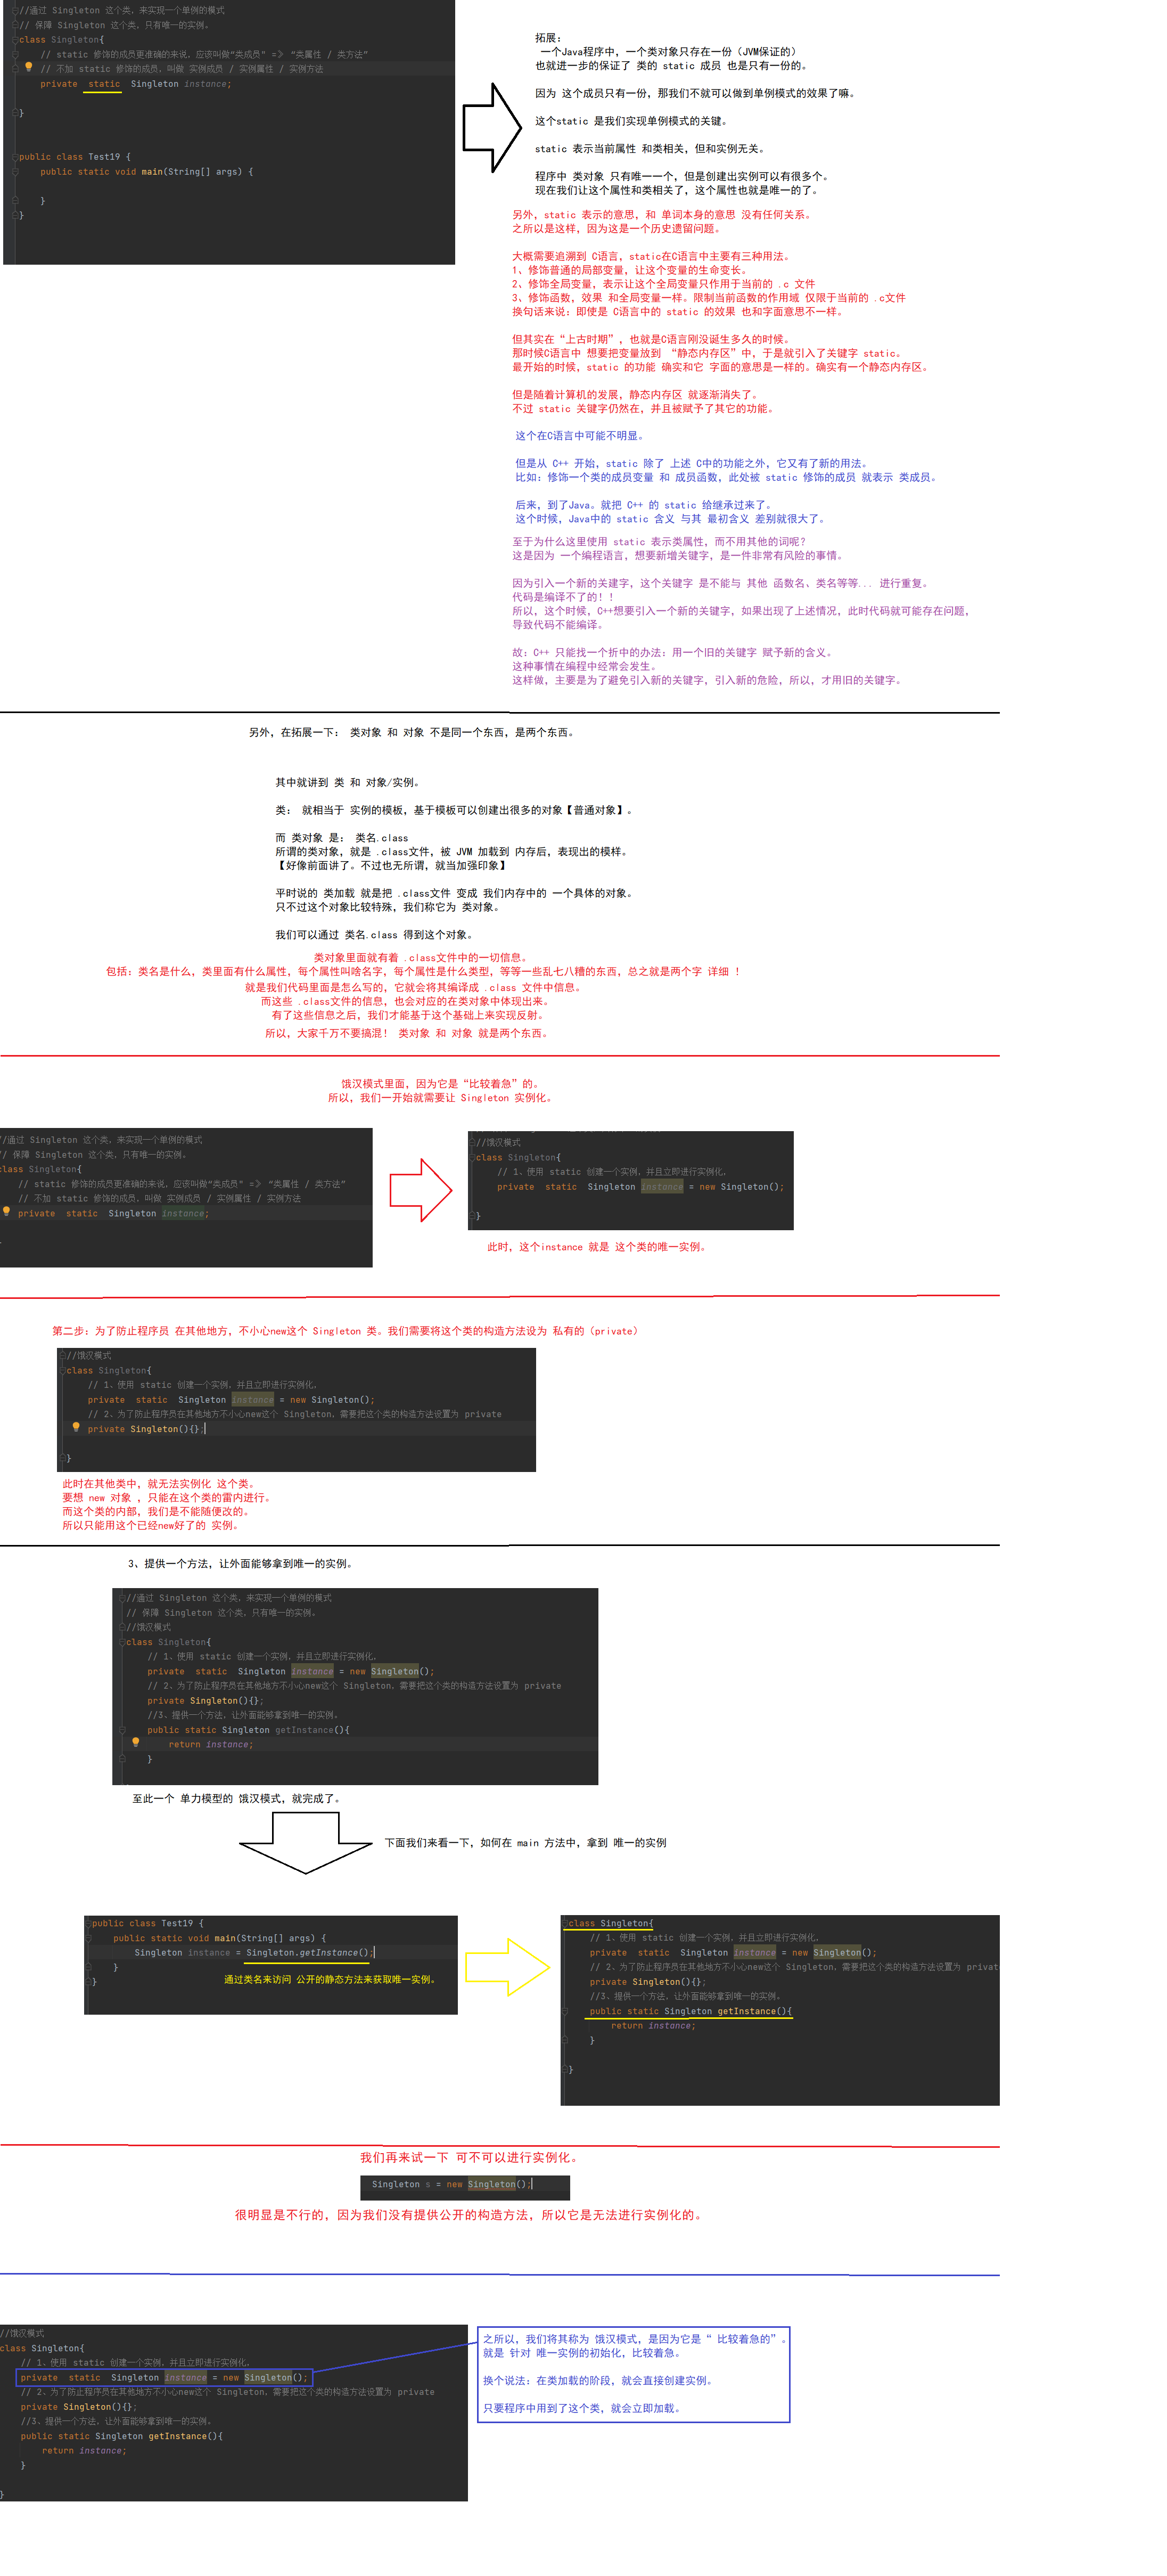 //通过 Singleton 这个类，来实现一个单例的模式
// 保障 Singleton 这个类，只有唯一的实例。
class Singleton{
// static 修饰的成员更准确的来说，应该叫做“类成员” =》 “类属性 / 类方法”
// 不加 static 修饰的成员，叫做 实例成员 / 实例属性 / 实例方法
private static Singleton instance;
}
public class Test19 {
public static void main(String[] args) {
}
}
拓展：
一个Java程序中，一个类对象只存在一份（JVM保证的）
也就进一步的保证了 类的 static 成员 也是只有一份的。
因为 这个成员只有一份，那我们不就可以做到单例模式的效果了嘛。
这个static 是我们实现单例模式的关键。
static 表示当前属性 和类相关，但和实例无关。
程序中 类对象 只有唯一一个，但是创建出实例可以有很多个。
现在我们让这个属性和类相关了，这个属性也就是唯一的了。
另外，static 表示的意思，和 单词本身的意思 没有任何关系。
之所以是这样，因为这是一个历史遗留问题。
大概需要追溯到 C语言，static在C语言中主要有三种用法。
1、修饰普通的局部变量，让这个变量的生命变长。
2、修饰全局变量，表示让这个全局变量只作用于当前的 .c 文件
3、修饰函数，效果 和全局变量一样。限制当前函数的作用域 仅限于当前的 .c文件
换句话来说：即使是 C语言中的 static 的效果 也和字面意思不一样。
但其实在“上古时期”，也就是C语言刚没诞生多久的时候。
那时候C语言中 想要把变量放到 “静态内存区”中，于是就引入了关键字 static。
最开始的时候，static 的功能 确实和它 字面的意思是一样的。确实有一个静态内存区。
但是随着计算机的发展，静态内存区 就逐渐消失了。
不过 static 关键字仍然在，并且被赋予了其它的功能。
这个在C语言中可能不明显。
但是从 C++ 开始，static 除了 上述 C中的功能之外，它又有了新的用法。
比如：修饰一个类的成员变量 和 成员函数，此处被 static 修饰的成员 就表示 类成员。
后来，到了Java。就把 C++ 的 static 给继承过来了。
这个时候，Java中的 static 含义 与其 最初含义 差别就很大了。
至于为什么这里使用 static 表示类属性，而不用其他的词呢？
这是因为 一个编程语言，想要新增关键字，是一件非常有风险的事情。
因为引入一个新的关建字，这个关键字 是不能与 其他 函数名、类名等等... 进行重复。
代码是编译不了的！！
所以，这个时候，C++想要引入一个新的关键字，如果出现了上述情况，此时代码就可能存在问题，
导致代码不能编译。
故：C++ 只能找一个折中的办法：用一个旧的关键字 赋予新的含义。
这种事情在编程中经常会发生。
这样做，主要是为了避免引入新的关键字，引入新的危险，所以，才用旧的关键字。
另外，在拓展一下： 类对象 和 对象 不是同一个东西，是两个东西。
其中就讲到 类 和 对象/实例。
类： 就相当于 实例的模板，基于模板可以创建出很多的对象【普通对象】。
而 类对象 是： 类名.class
所谓的类对象，就是 .class文件，被 JVM 加载到 内存后，表现出的模样。
【好像前面讲了。不过也无所谓，就当加强印象】
平时说的 类加载 就是把 .class文件 变成 我们内存中的 一个具体的对象。
只不过这个对象比较特殊，我们称它为 类对象。
我们可以通过 类名.class 得到这个对象。
类对象里面就有着 .class文件中的一切信息。
包括：类名是什么，类里面有什么属性，每个属性叫啥名字，每个属性是什么类型，等等一些乱七八糟的东西，总之就是两个字 详细 ！
就是我们代码里面是怎么写的，它就会将其编译成 .class 文件中信息。
而这些 .class文件的信息，也会对应的在类对象中体现出来。
有了这些信息之后，我们才能基于这个基础上来实现反射。
所以，大家千万不要搞混！ 类对象 和 对象 就是两个东西。
饿汉模式里面，因为它是“比较着急”的。
所以，我们一开始就需要让 Singleton 实例化。
//通过 Singleton 这个类，来实现一个单例的模式
// 保障 Singleton 这个类，只有唯一的实例。
class Singleton{
// static 修饰的成员更准确的来说，应该叫做“类成员” =》 “类属性 / 类方法”
// 不加 static 修饰的成员，叫做 实例成员 / 实例属性 / 实例方法
private static Singleton instance;
//饿汉模式
class Singleton{
// 1、使用 static 创建一个实例，并且立即进行实例化，
private static Singleton instance = new Singleton();
}
此时，这个instance 就是 这个类的唯一实例。
第二步：为了防止程序员 在其他地方，不小心new这个 Singleton 类。我们需要将这个类的构造方法设为 私有的（private）
//饿汉模式
class Singleton{
// 1、使用 static 创建一个实例，并且立即进行实例化，
private static Singleton instance = new Singleton();
// 2、为了防止程序员在其他地方不小心new这个 Singleton，需要把这个类的构造方法设置为 private
private Singleton(){};
}
此时在其他类中，就无法实例化 这个类。
要想 new 对象 ，只能在这个类的雷内进行。
而这个类的内部，我们是不能随便改的。
所以只能用这个已经new好了的 实例。
3、提供一个方法，让外面能够拿到唯一的实例。
//通过 Singleton 这个类，来实现一个单例的模式
// 保障 Singleton 这个类，只有唯一的实例。
//饿汉模式
class Singleton{
// 1、使用 static 创建一个实例，并且立即进行实例化，
private static Singleton instance = new Singleton();
// 2、为了防止程序员在其他地方不小心new这个 Singleton，需要把这个类的构造方法设置为 private
private Singleton(){};
//3、提供一个方法，让外面能够拿到唯一的实例。
public static Singleton getInstance(){
return instance;
}
至此一个 单力模型的 饿汉模式，就完成了。
下面我们来看一下，如何在 main 方法中，拿到 唯一的实例
public class Test19 {
public static void main(String[] args) {
Singleton instance = Singleton.getInstance();
}
}
通过类名来访问 公开的静态方法来获取唯一实例。
class Singleton{
// 1、使用 static 创建一个实例，并且立即进行实例化，
private static Singleton instance = new Singleton();
// 2、为了防止程序员在其他地方不小心new这个 Singleton，需要把这个类的构造方法设置为 privat
private Singleton(){};
//3、提供一个方法，让外面能够拿到唯一的实例。
public static Singleton getInstance(){
return instance;
}
}
我们再来试一下 可不可以进行实例化。
Singleton s = new Singleton();
很明显是不行的，因为我们没有提供公开的构造方法，所以它是无法进行实例化的。
//饿汉模式
class Singleton{
// 1、使用 static 创建一个实例，并且立即进行实例化，
private static Singleton instance = new Singleton();
// 2、为了防止程序员在其他地方不小心new这个 Singleton，需要把这个类的构造方法设置为 private
private Singleton(){};
//3、提供一个方法，让外面能够拿到唯一的实例。
public static Singleton getInstance(){
return instance;
}
}
之所以，我们将其称为 饿汉模式，是因为它是“ 比较着急的”。
就是 针对 唯一实例的初始化，比较着急。
换个说法：在类加载的阶段，就会直接创建实例。
只要程序中用到了这个类，就会立即加载。